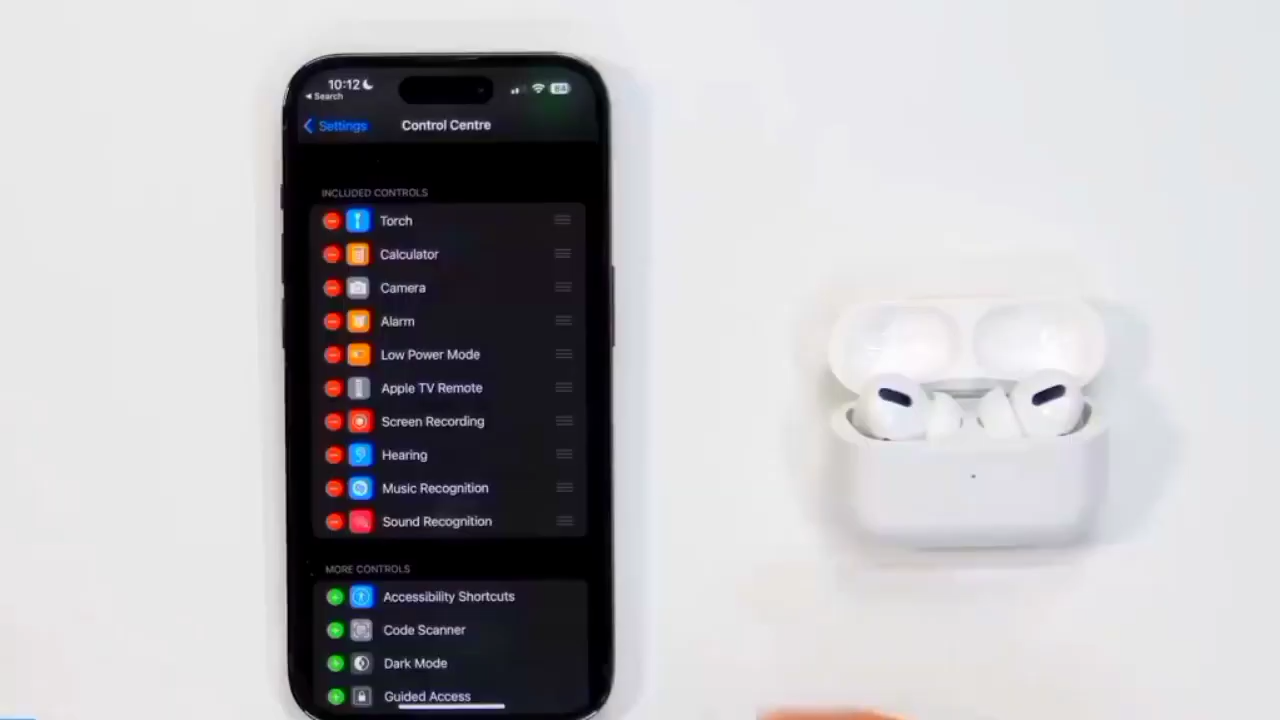 10:12
Search
84
Settings
Control Centre
INCLUDED CONTROLS
Torch
Calculator
Camera
Alarm
Low Power Mode
Apple TV Remote
Screen Recording
Hearing
Music Recognition
Sound Recognition
MORE CONTROLS
Accessibility Shortcuts
Code Scanner
Dark Mode
Guided Access